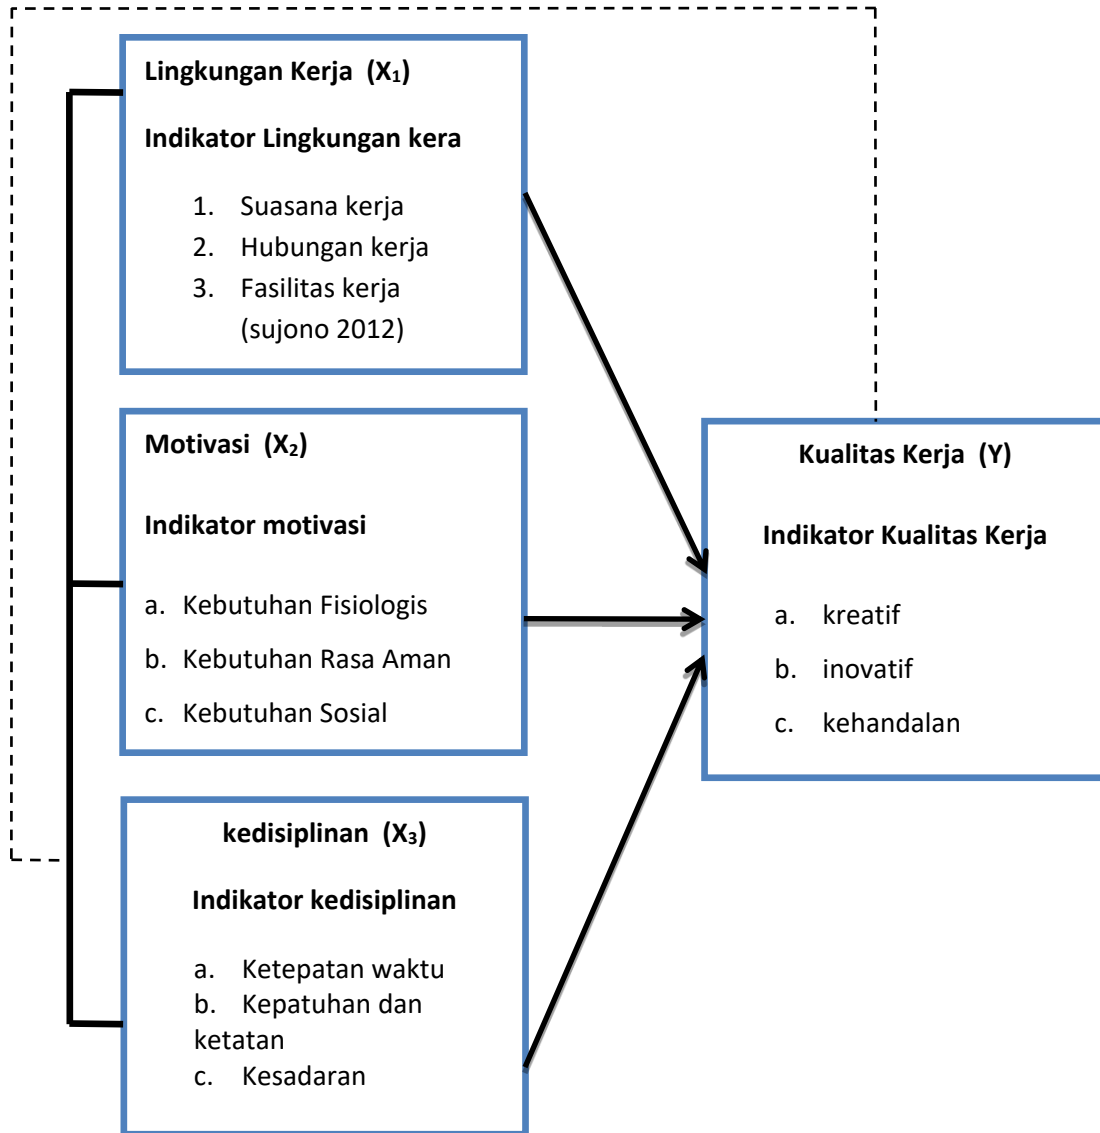 Lingkungan Kerja (X₁)
Indikator Lingkungan kera
1. Suasana kerja
2. Hubungan kerja
3. Fasilitas kerja
(sujono 2012)
Motivasi (X₂)
Indikator motivasi
a. Kebutuhan Fisiologis
b. Kebutuhan Rasa Aman
c. Kebutuhan Sosial
kedisiplinan (X₃)
Indikator kedisiplinan
a. Ketepatan waktu
b. Kepatuhan dan
ketatan
c. Kesadaran
Kualitas Kerja (Y)
Indikator Kualitas Kerja
a. kreatif
b. inovatif
c. kehandalan